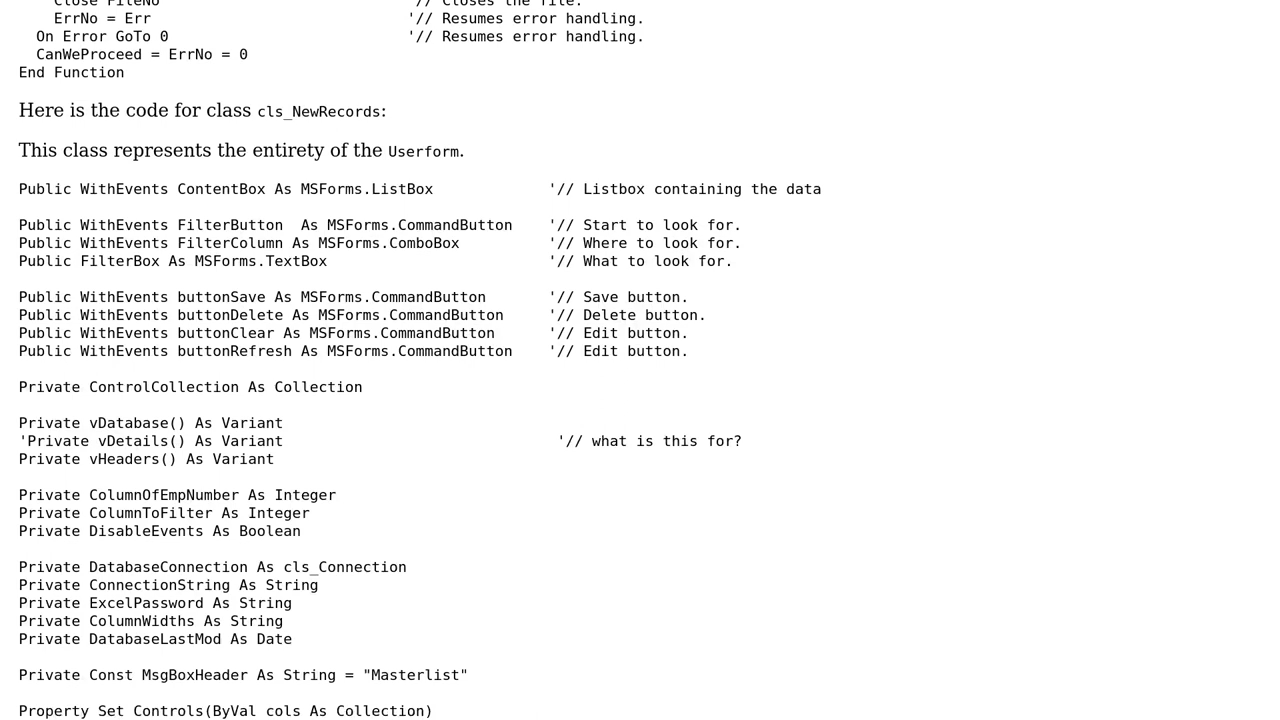 Close FileNo '// Closes the file.
ErrNo = Err '// Resumes error handling.
On Error GoTo 0 '// Resumes error handling.
CanWeProceed = ErrNo = 0
End Function
Here is the code for class cls_NewRecords:
This class represents the entirety of the Userform.
Public WithEvents ContentBox As MSForms.ListBox '// Listbox containing the data
Public WithEvents FilterButton  As MSForms.CommandButton '// Start to look for.
Public WithEvents FilterColumn As MSForms.ComboBox '// Where to look for.
Public FilterBox As MSForms.TextBox '// What to look for.
Public WithEvents buttonSave As MSForms.CommandButton '// Save button.
Public WithEvents buttonDelete As MSForms.CommandButton '// Delete button.
Public WithEvents buttonClear As MSForms.CommandButton '// Edit button.
Public WithEvents buttonRefresh As MSForms.CommandButton '// Edit button.
Private ControlCollection As Collection
Private vDatabase() As Variant
'Private vDetails() As Variant '// what is this for?
Private vHeaders() As Variant
Private ColumnOfEmpNumber As Integer
Private ColumnToFilter As Integer
Private DisableEvents As Boolean
Private DatabaseConnection As cls_Connection
Private ConnectionString As String
Private ExcelPassword As String
Private ColumnWidths As String
Private DatabaseLastMod As Date
Private Const MsgBoxHeader As String = "Masterlist"
Property Set Controls(ByVal cols As Collection)